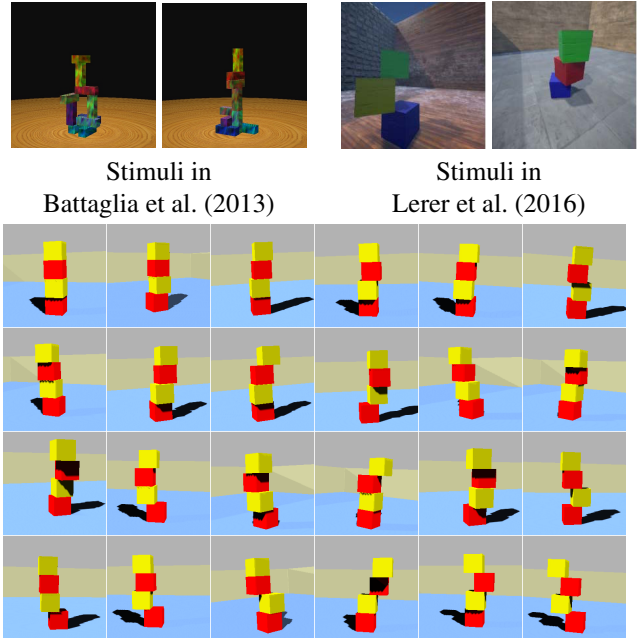 Stimuli in
Battaglia et al. (2013)
Stimuli in
Lerer et al. (2016)